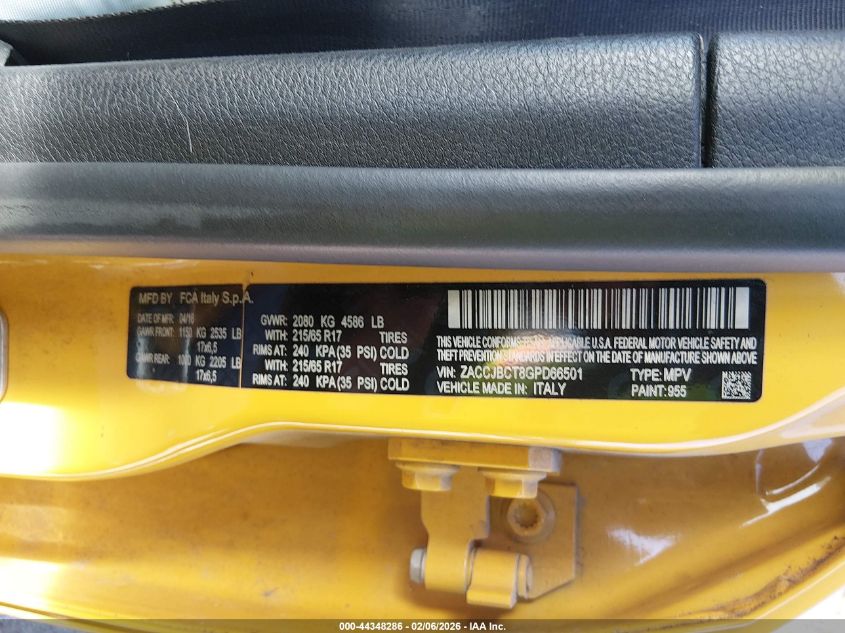 MFD BY FCA Italy S.p.A.
DATE OF MFR: 04/16
GAWR FRONT: 1150 KG 2535 LB
17x6,5
GAWR REAR: 1000 KG 2205 LB
17x6,5
GVWR: 2080 KG 4586 LB
WITH: 215/65 R17 TIRES
RIMS AT: 240 KPA(35 PSI) COLD
WITH: 215/65 R17 TIRES
RIMS AT: 240 KPA(35 PSI) COLD
THIS VEHICLE CONFORMS TO ALL APPLICABLE U.S.A. FEDERAL MOTOR VEHICLE SAFETY
AND THEFT PREVENTION STANDARDS IN EFFECT ON THE DATE OF MANUFACTURE SHOWN ABOVE
VIN: ZACCJBCT8GPD66501 TYPE: MPV
VEHICLE MADE IN: ITALY PAINT: 955
000-44348286 - 02/06/2026 - IAA Inc.